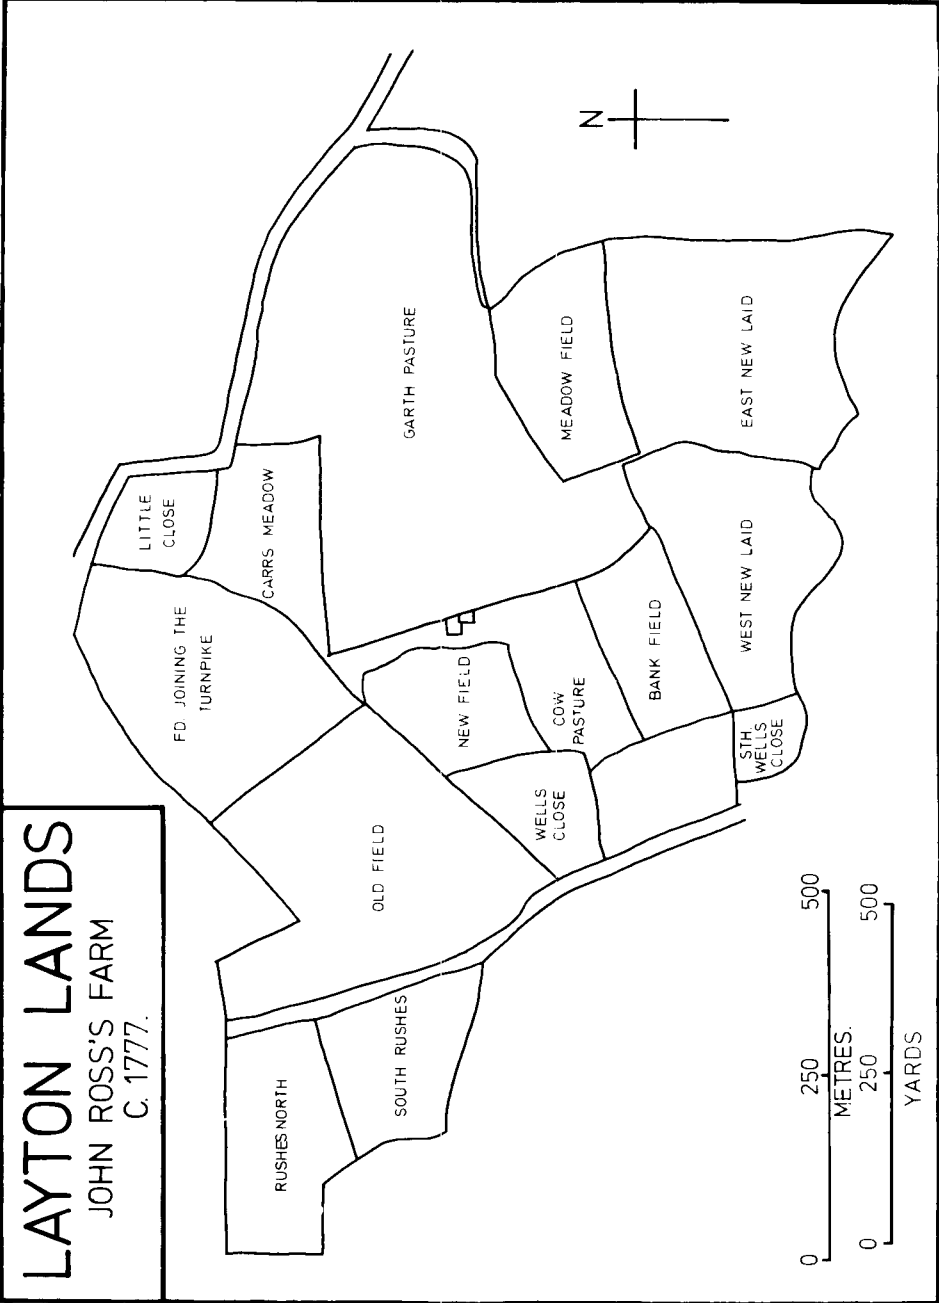 LAYTON LANDS
JOHN ROSS'S FARM
C. 1777.
N
LITTLE
CLOSE
CARRS MEADOW
FD. JOINING THE
TURNPIKE
GARTH PASTURE
MEADOW FIELD
EAST NEW LAID
WEST NEW LAID
BANK FIELD
COW
PASTURE
NEW FIELD
WELLS
CLOSE
STH.
WELLS
CLOSE
OLD FIELD
RUSHES NORTH
SOUTH RUSHES
0 250 500
METRES.
0 250 500
YARDS